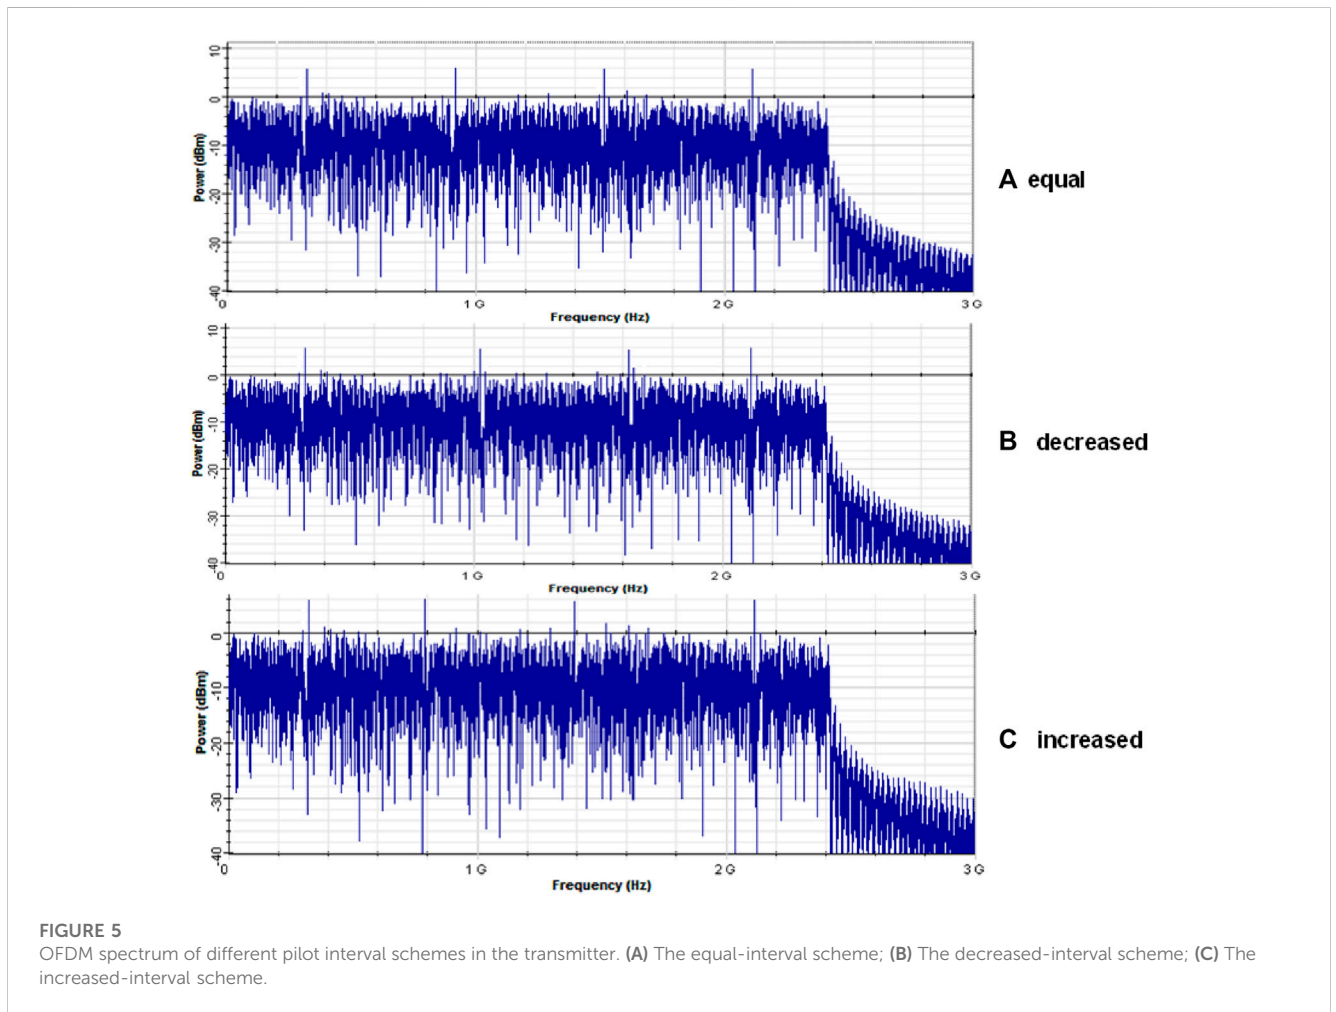 10
0
-10
-20
-30
-40
Power (dBm)
0
1 G
2 G
3 G
Frequency (Hz)
A equal
10
0
-10
-20
-30
-40
Power (dBm)
0
1 G
2 G
3 G
Frequency (Hz)
B decreased
0
-10
-20
-30
-40
Power (dBm)
0
1 G
2 G
3 G
Frequency (Hz)
C increased
FIGURE 5
OFDM spectrum of different pilot interval schemes in the transmitter. (A) The equal-interval scheme; (B) The decreased-interval scheme; (C) The
increased-interval scheme.